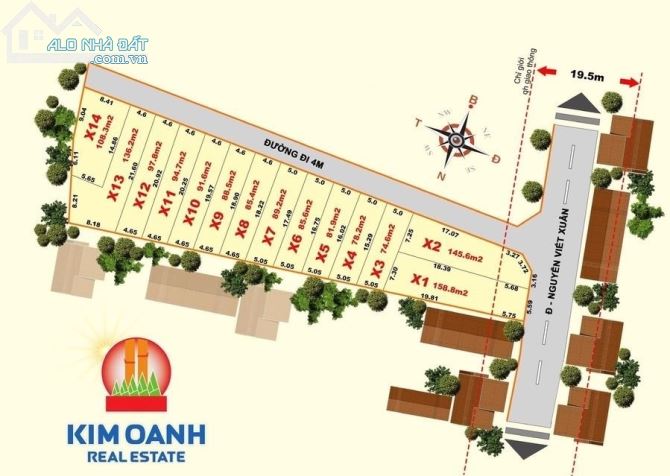 ALO NHÀ ĐẤT
.com.vn
Chỉ giới
qh giao thông
19.5m
B
T
Đ
N
NW
NE
WS
SE
ĐƯỜNG ĐI 4M
Đ - NGUYỄN VIẾT XUÂN
X14
108.3m2
X13
136.2m2
X12
97.8m2
X11
94.7m2
X10
91.6m2
X9
88.5m2
X8
85.4m2
X7
89.2m2
X6
85.6m2
X5
81.9m2
X4
78.2m2
X3
74.6m2
X2 145.6m2
X1 158.8m2
8.41
4.6
4.6
4.6
4.6
4.6
4.6
5.0
5.0
5.0
5.0
5.0
17.07
3.27
3.72
3.16
9.04
6.11
5.65
8.21
14.86
21.60
20.92
20.25
19.57
18.90
18.22
17.49
16.75
16.02
15.29
7.25
7.30
18.39
5.68
5.59
8.18
4.65
4.65
4.65
4.65
4.65
4.65
5.05
5.05
5.05
5.05
5.05
19.81
5.75
KIM OANH
REAL ESTATE